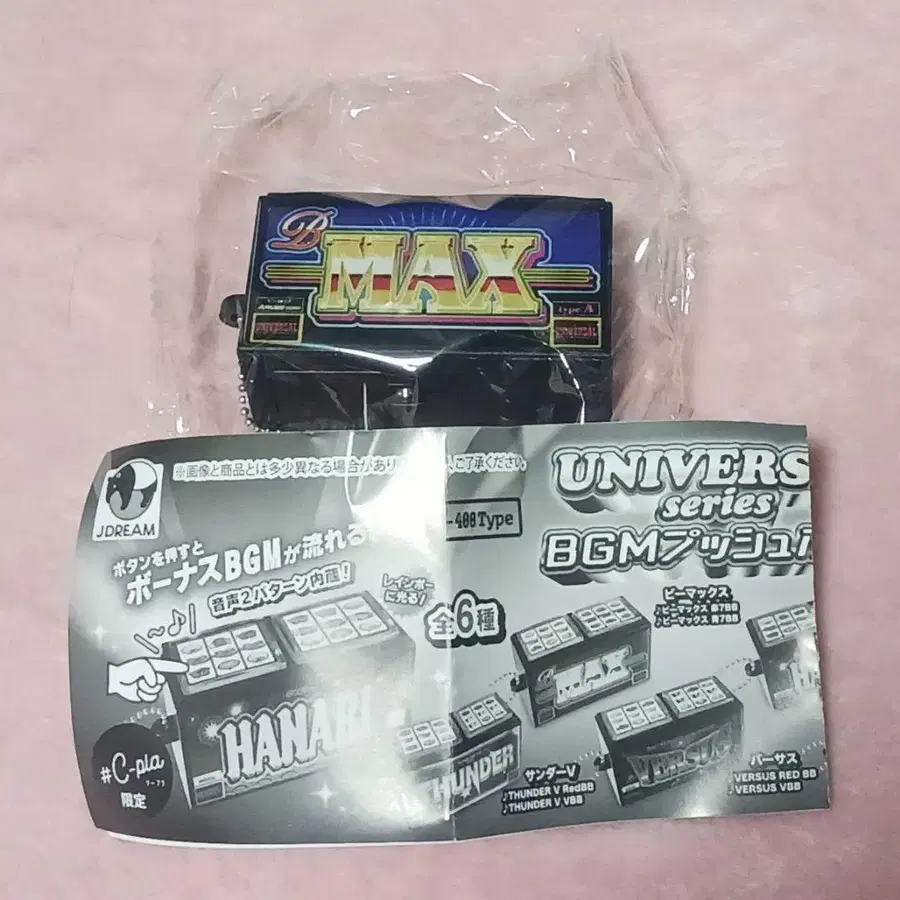 B
MAX
type A
UNIVERSAL
UNIVERSAL
JDREAM
※画像と商品とは多少異なる場合があり
ご了承ください。
ボタンを押すと
ボーナスBGMが流れる
音声2パターン内蔵!
レインボー
に光る!
-400Type
UNIVERS
series
BGMプッシュ
全6種
ビーマックス
♪ビーマックス 赤7BB
♪ビーマックス 青7BB
MAX
HANABI
THUNDER
VERSUS
サンダーV
♪THUNDER V RedBB
♪THUNDER V VBB
バーサス
♪VERSUS RED BB
♪VERSUS VBB
#C-pla
シープラ
限定